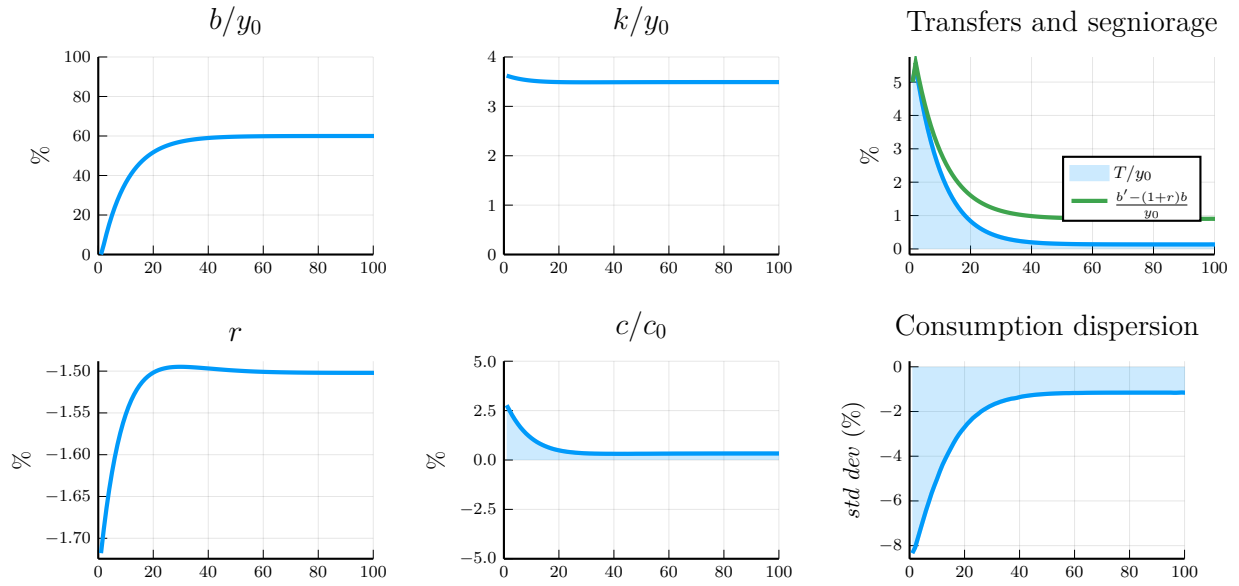 b/y₀
100
80
60
40
20
0
%
0 20 40 60 80 100
k/y₀
4
3
2
1
0
%
0 20 40 60 80 100
Transfers and segniorage
5
4
3
2
1
0
%
T/y₀
b′−(1+r)b
y₀
0 20 40 60 80 100
r
−1.50
−1.55
−1.60
−1.65
−1.70
%
0 20 40 60 80 100
c/c₀
5.0
2.5
0.0
−2.5
−5.0
%
0 20 40 60 80 100
Consumption dispersion
0
−2
−4
−6
−8
std dev (%)
0 20 40 60 80 100